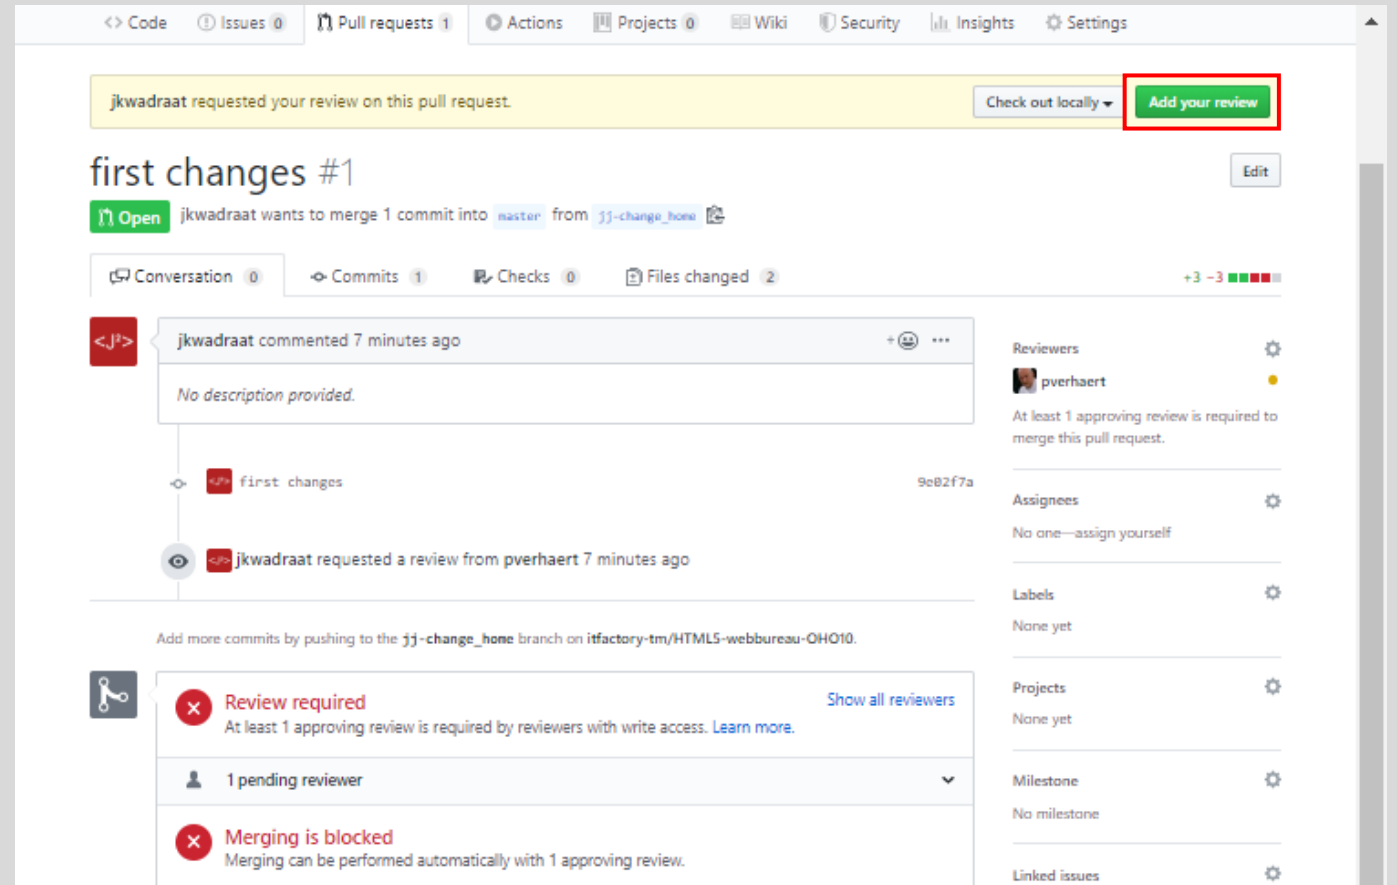 Code Issues 0 Pull requests 1 Actions Projects 0 Wiki Security Insights Settings
jkwadraat requested your review on this pull request. Check out locally Add your review
first changes #1 Edit
Open jkwadraat wants to merge 1 commit into master from jj-change_home
Conversation 0 Commits 1 Checks 0 Files changed 2 +3 −3
<J²> jkwadraat commented 7 minutes ago
No description provided.
Reviewers
pverhaert
At least 1 approving review is required to
merge this pull request.
first changes 9e02f7a
Assignees
No one—assign yourself
jkwadraat requested a review from pverhaert 7 minutes ago
Labels
None yet
Add more commits by pushing to the jj-change_home branch on itfactory-tm/HTML5-webbureau-OHO10.
Review required Show all reviewers
At least 1 approving review is required by reviewers with write access. Learn more.
Projects
None yet
1 pending reviewer
Milestone
No milestone
Merging is blocked
Merging can be performed automatically with 1 approving review.
Linked issues